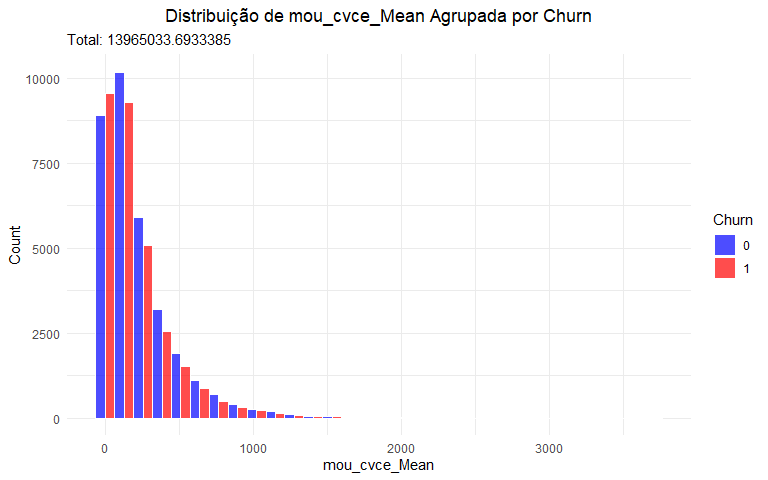 Distribuição de mou_cvce_Mean Agrupada por Churn
Total: 13965033.6933385
10000
7500
5000
2500
0
Count
0 1000 2000 3000
mou_cvce_Mean
Churn
0
1